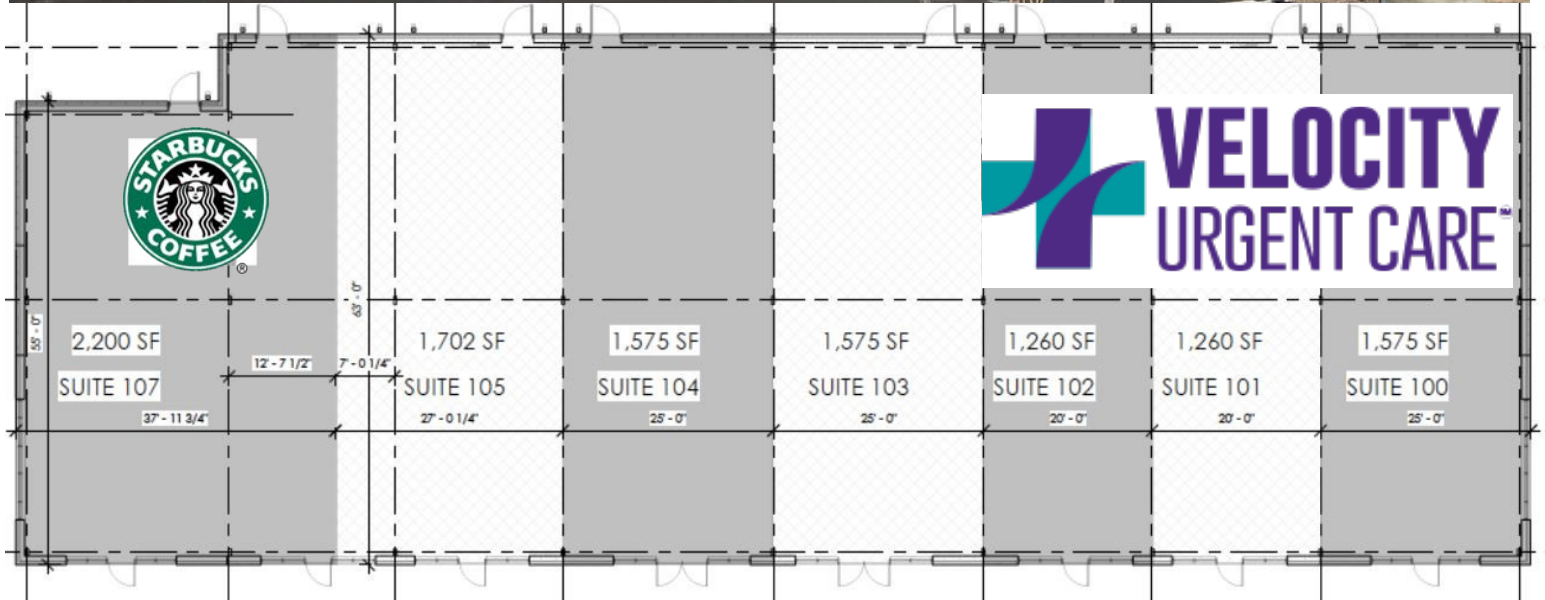 STARBUCKS
COFFEE
®
VELOCITY
URGENT CARE
55' - 0"
63' - 0"
2,200 SF
SUITE 107
37' - 11 3/4"
12' - 7 1/2"
7' - 0 1/4"
1,702 SF
SUITE 105
27' - 0 1/4"
1,575 SF
SUITE 104
25' - 0"
1,575 SF
SUITE 103
25' - 0"
1,260 SF
SUITE 102
20' - 0"
1,260 SF
SUITE 101
20' - 0"
1,575 SF
SUITE 100
25' - 0"